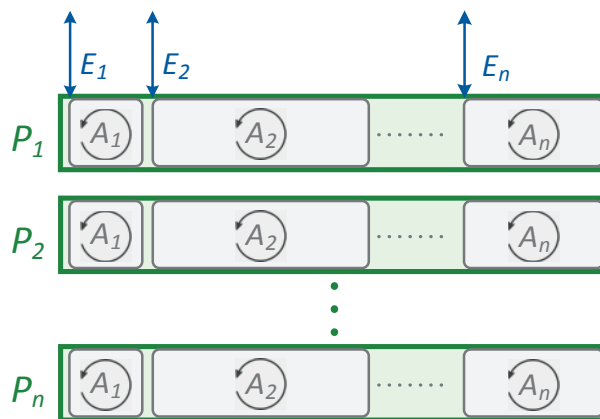 E1 E2 En
P1 A1 A2 ....... An
P2 A1 A2 ....... An
Pn A1 A2 ....... An